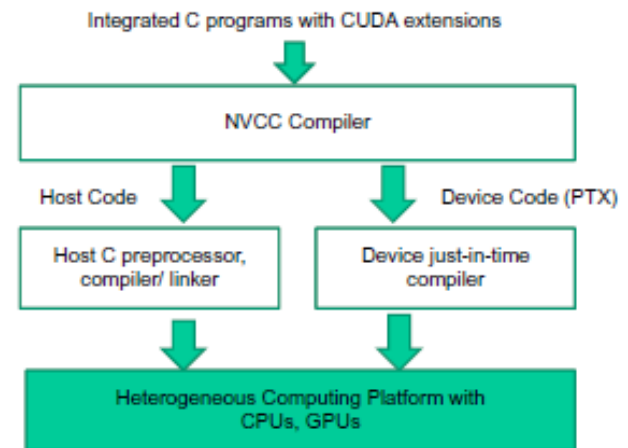 Integrated C programs with CUDA extensions
NVCC Compiler
Host Code
Device Code (PTX)
Host C preprocessor,
compiler/ linker
Device just-in-time
compiler
Heterogeneous Computing Platform with
CPUs, GPUs